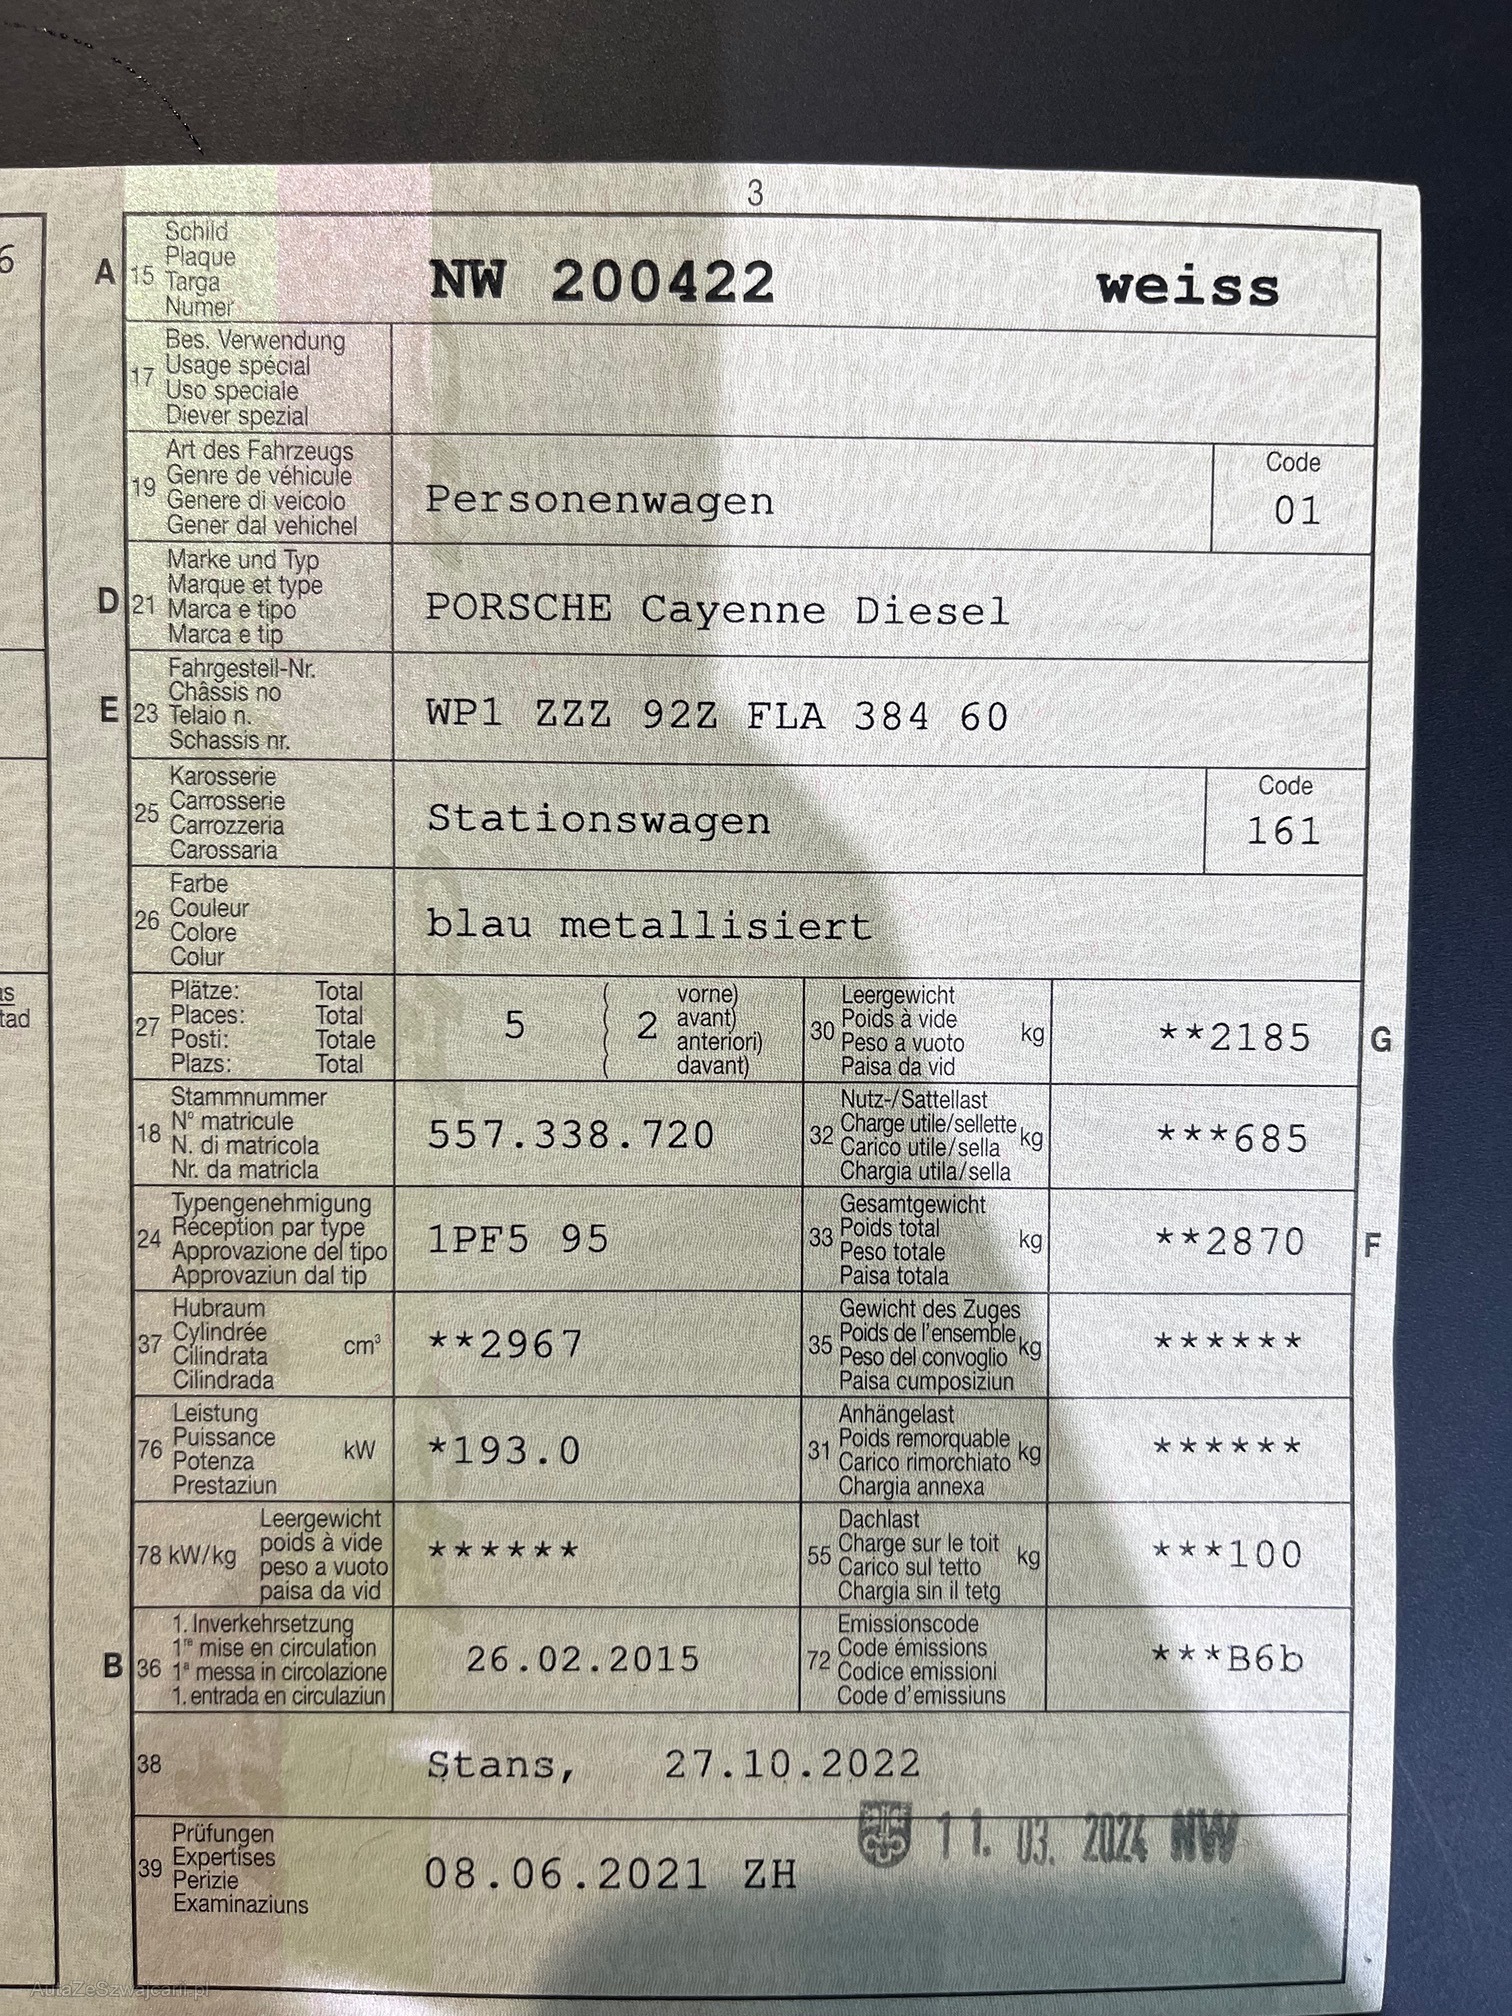 3
6
A 15 Schild
Plaque
Targa
Numer
NW 200422 weiss
17 Bes. Verwendung
Usage spécial
Uso speciale
Diever spezial
19 Art des Fahrzeugs
Genre de véhicule
Genere di veicolo
Gener dal vehichel
Personenwagen
Code
01
D 21 Marke und Typ
Marque et type
Marca e tipo
Marca e tip
PORSCHE Cayenne Diesel
E 23 Fahrgestell-Nr.
Châssis no
Telaio n.
Schassis nr.
WP1 ZZZ 92Z FLA 384 60
25 Karosserie
Carrosserie
Carrozzeria
Carossaria
Stationswagen
Code
161
26 Farbe
Couleur
Colore
Colur
blau metallisiert
27 Plätze: Total
Places: Total
Posti: Totale
Plazs: Total
5 ( 2 vorne)
avant)
anteriori)
( davant)
30 Leergewicht
Poids à vide
Peso a vuoto
Paisa da vid
kg
**2185 G
18 Stammnummer
N° matricule
N. di matricola
Nr. da matricla
557.338.720
32 Nutz-/Sattellast
Charge utile/sellette
Carico utile/sella
Chargia utila/sella
kg
***685
24 Typengenehmigung
Réception par type
Approvazione del tipo
Approvaziun dal tip
1PF5 95
33 Gesamtgewicht
Poids total
Peso totale
Paisa totala
kg
**2870 F
37 Hubraum
Cylindrée
Cilindrata
Cilindrada
cm³
**2967
35 Gewicht des Zuges
Poids de l'ensemble
Peso del convoglio
Paisa cumposiziun
kg
******
76 Leistung
Puissance
Potenza
Prestaziun
kW
*193.0
31 Anhängelast
Poids remorquable
Carico rimorchiato
Chargia annexa
kg
******
78 kW/kg Leergewicht
poids à vide
peso a vuoto
paisa da vid
******
55 Dachlast
Charge sur le toit
Carico sul tetto
Chargia sin il tetg
kg
***100
B 36 1. Inverkehrsetzung
1re mise en circulation
1a messa in circolazione
1. entrada en circulaziun
26.02.2015
72 Emissionscode
Code émissions
Codice emissioni
Code d'emissiuns
***B6b
38 Stans, 27.10.2022
39 Prüfungen
Expertises
Perizie
Examinaziuns
08.06.2021 ZH
11. 03. 2024 NW
AutaZeSzwajcarii.pl